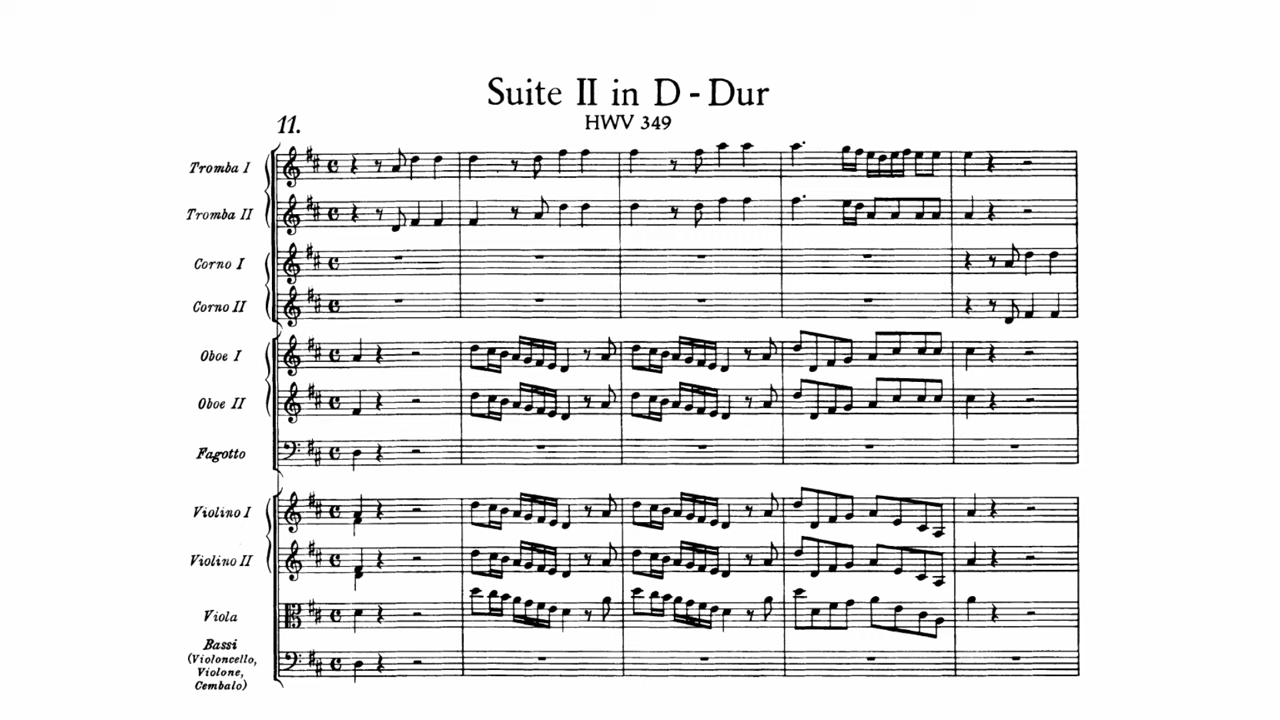 Suite II in D-Dur
HWV 349
11.
Tromba I
Tromba II
Corno I
Corno II
Oboe I
Oboe II
Fagotto
Violino I
Violino II
Viola
Bassi
(Violoncello,
Violone,
Cembalo)